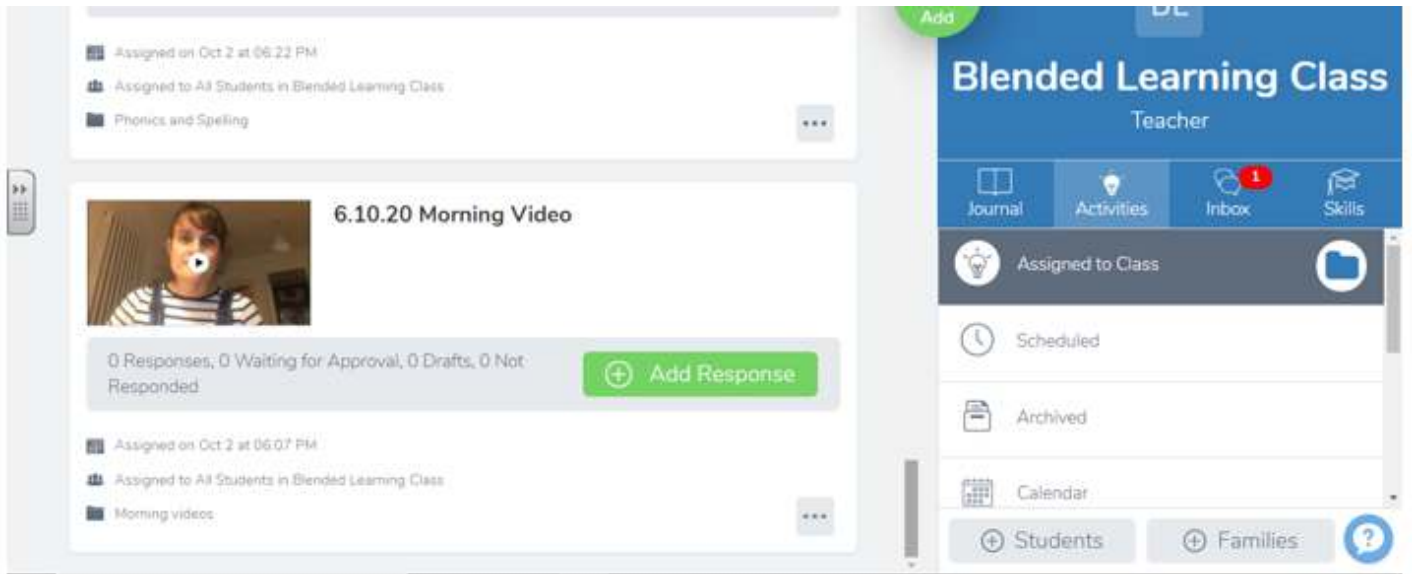 Add
Assigned on Oct 2 at 06:22 PM
Assigned to All Students in Blended Learning Class
Phonics and Spelling
•••
6.10.20 Morning Video
0 Responses, 0 Waiting for Approval, 0 Drafts, 0 Not
Responded
Add Response
Assigned on Oct 2 at 06:07 PM
Assigned to All Students in Blended Learning Class
Morning videos
•••
Blended Learning Class
Teacher
Journal
Activities
1
Inbox
Skills
Assigned to Class
Scheduled
Archived
Calendar
Students
Families
?